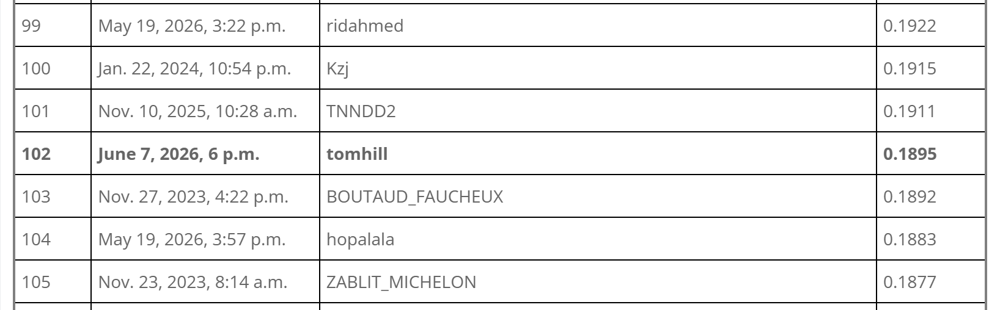 99 May 19, 2026, 3:22 p.m. ridahmed 0.1922
100 Jan. 22, 2024, 10:54 p.m. Kzj 0.1915
101 Nov. 10, 2025, 10:28 a.m. TNNDD2 0.1911
102 June 7, 2026, 6 p.m. tomhill 0.1895
103 Nov. 27, 2023, 4:22 p.m. BOUTAUD_FAUCHEUX 0.1892
104 May 19, 2026, 3:57 p.m. hopalala 0.1883
105 Nov. 23, 2023, 8:14 a.m. ZABLIT_MICHELON 0.1877